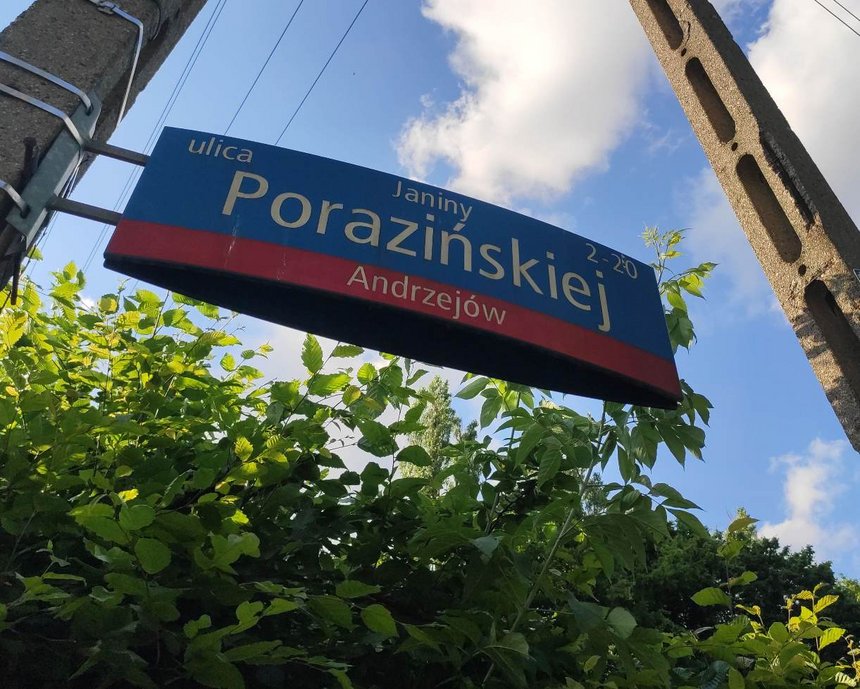 ulica
Janiny
Porazińskiej
2-20
Andrzejów